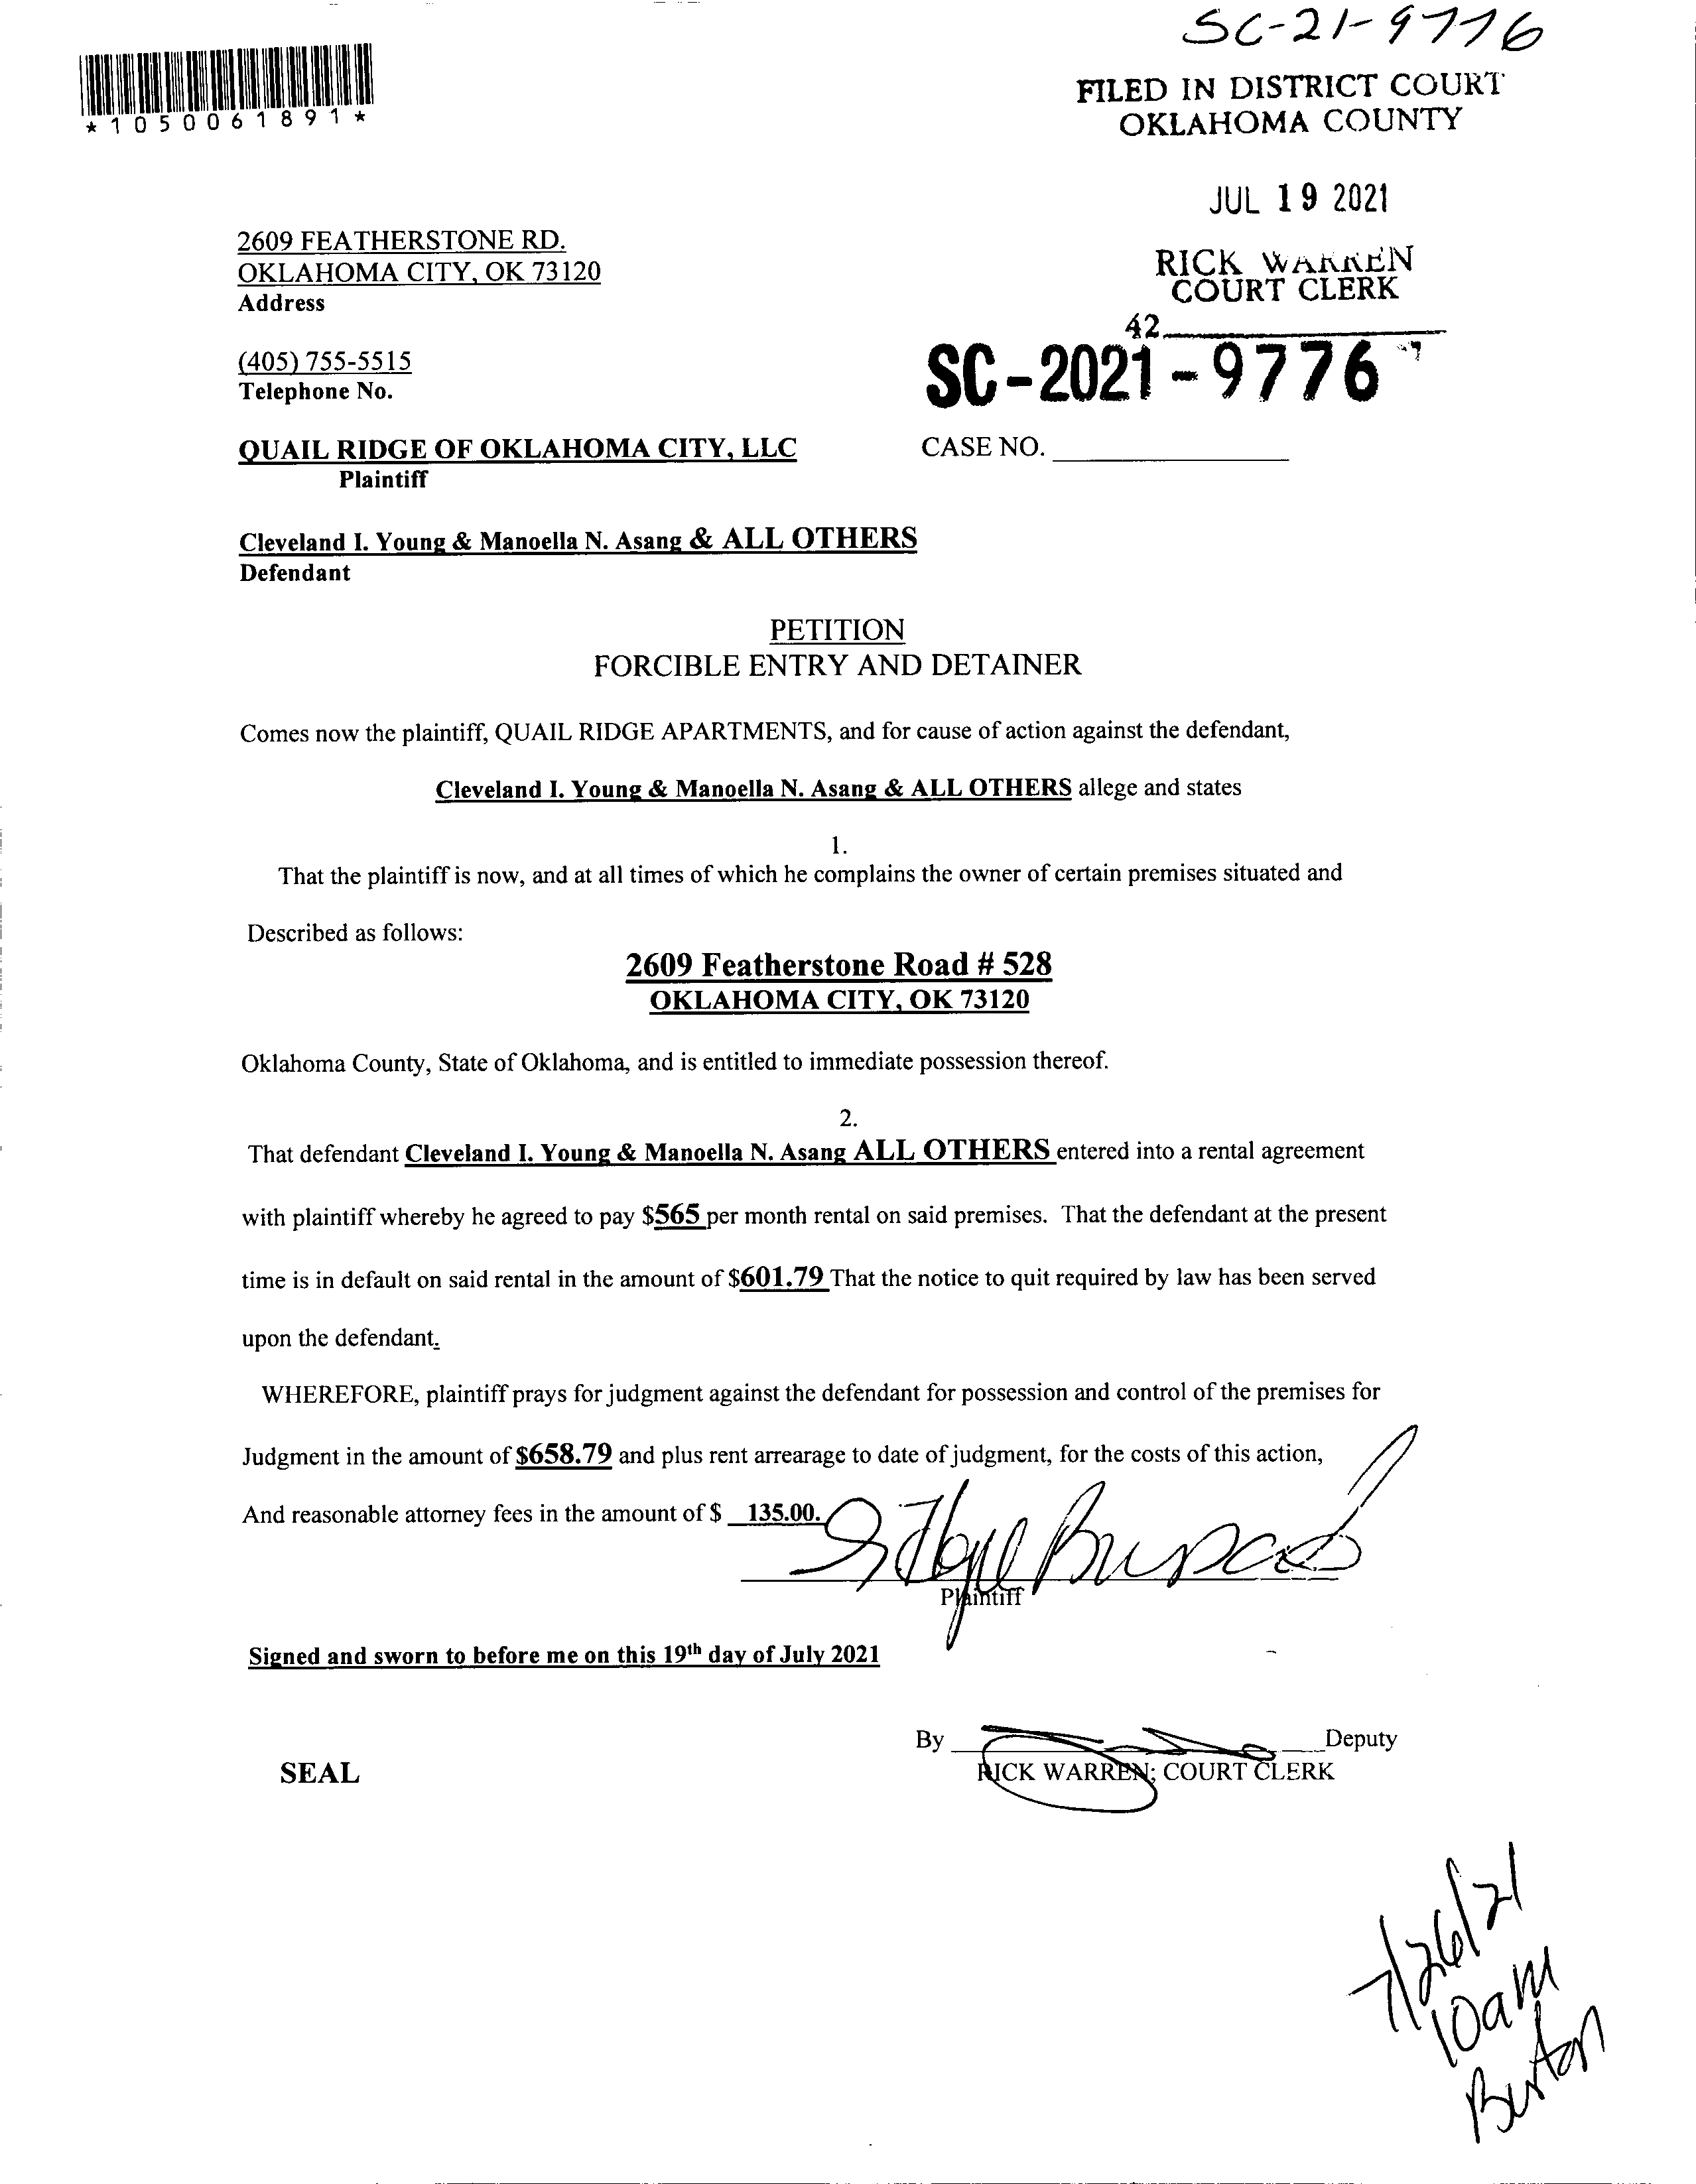 SC-21-9776
*1050061891*
FILED IN DISTRICT COURT
OKLAHOMA COUNTY
JUL 19 2021
RICK WARREN
COURT CLERK
42
2609 FEATHERSTONE RD.
OKLAHOMA CITY, OK 73120
Address
(405) 755-5515
Telephone No.
SC-2021-9776
QUAIL RIDGE OF OKLAHOMA CITY, LLC
CASE NO.
Plaintiff
Cleveland I. Young & Manoella N. Asang & ALL OTHERS
Defendant
PETITION
FORCIBLE ENTRY AND DETAINER
Comes now the plaintiff, QUAIL RIDGE APARTMENTS, and for cause of action against the defendant,
Cleveland I. Young & Manoella N. Asang & ALL OTHERS allege and states
1.
That the plaintiff is now, and at all times of which he complains the owner of certain premises situated and
Described as follows:
2609 Featherstone Road # 528
OKLAHOMA CITY, OK 73120
Oklahoma County, State of Oklahoma, and is entitled to immediate possession thereof.
2.
That defendant Cleveland I. Young & Manoella N. Asang ALL OTHERS entered into a rental agreement
with plaintiff whereby he agreed to pay $565 per month rental on said premises. That the defendant at the present
time is in default on said rental in the amount of $601.79 That the notice to quit required by law has been served
upon the defendant.
WHEREFORE, plaintiff prays for judgment against the defendant for possession and control of the premises for
Judgment in the amount of $658.79 and plus rent arrearage to date of judgment, for the costs of this action,
And reasonable attorney fees in the amount of $ 135.00.
Plaintiff
Signed and sworn to before me on this 19th day of July 2021
By Deputy
SEAL
RICK WARREN; COURT CLERK
7/26/21
10am
Burton